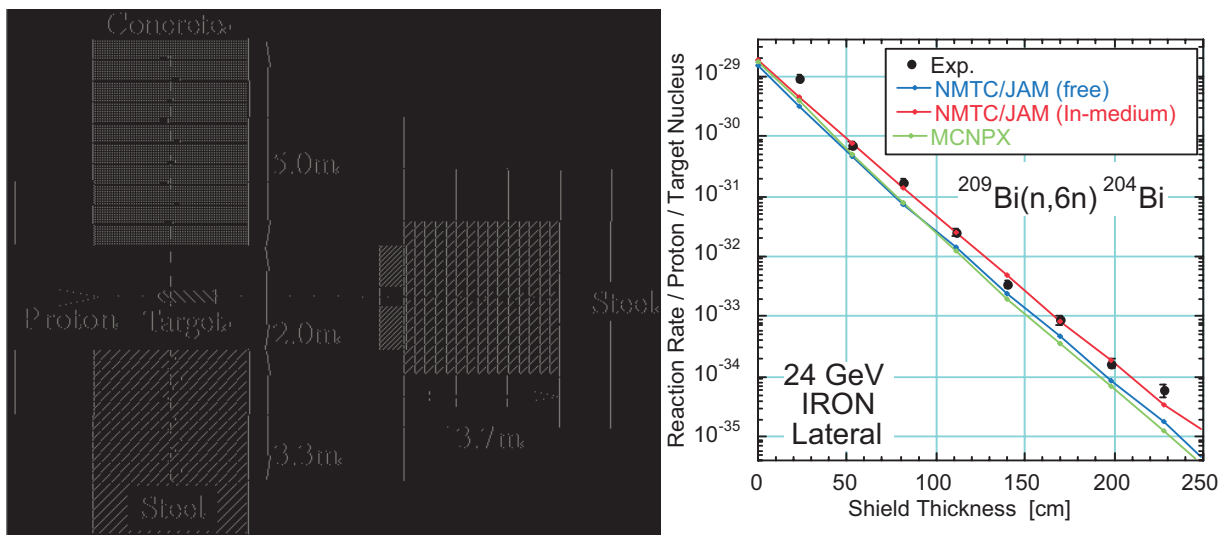 Concrete
5.0m
Proton
Target
2.0m
Steel
3.7m
3.3m
Steel
Reaction Rate / Proton / Target Nucleus
10-29
10-30
10-31
10-32
10-33
10-34
10-35
Exp.
NMTC/JAM (free)
NMTC/JAM (In-medium)
MCNPX
209Bi(n,6n) 204Bi
24 GeV
IRON
Lateral
0 50 100 150 200 250
Shield Thickness [cm]